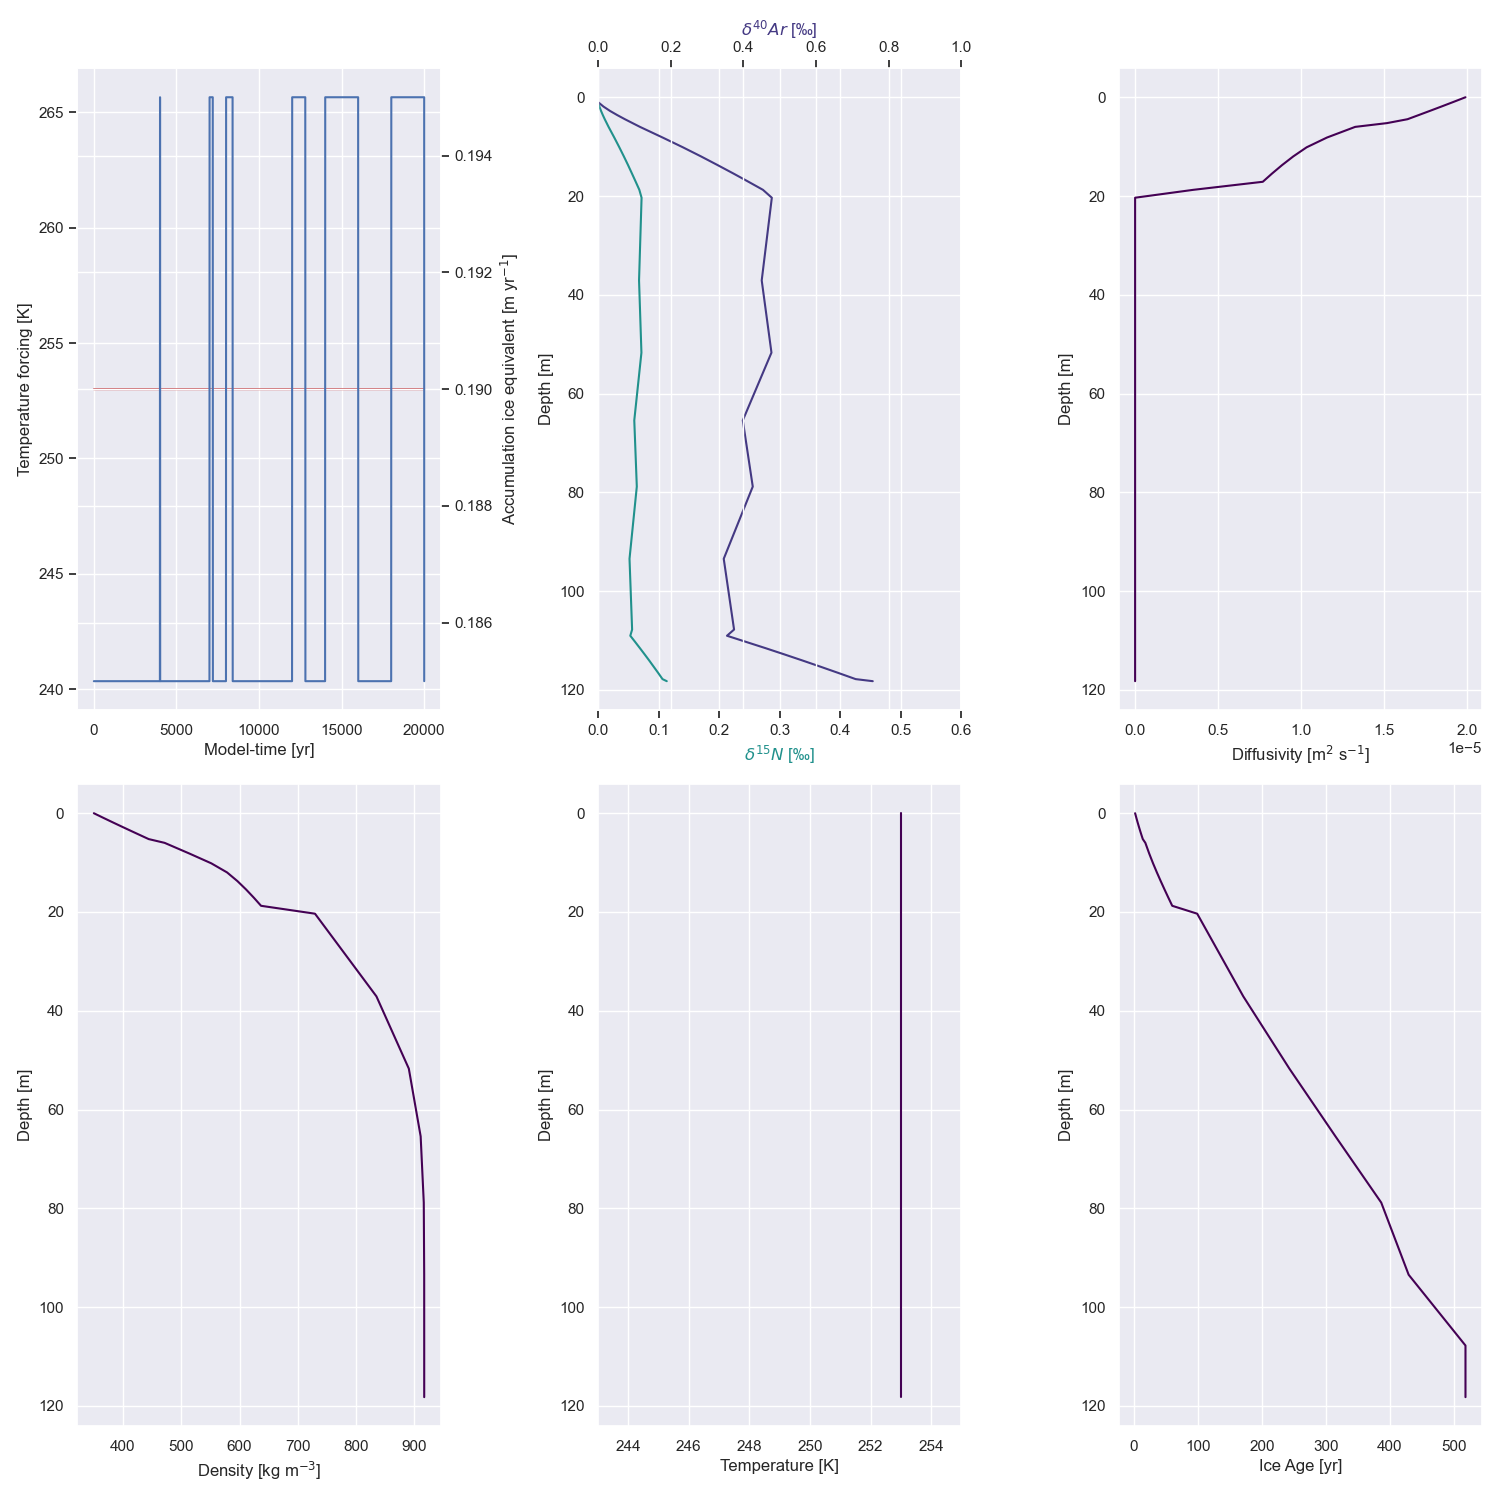 δ⁴⁰Ar [‰]
0.0 0.2 0.4 0.6 0.8 1.0
Temperature forcing [K]
265
260
255
250
245
240
0 5000 10000 15000 20000
Model-time [yr]
0.194
0.192
0.190
0.188
0.186
Accumulation ice equivalent [m yr⁻¹]
Depth [m]
0
20
40
60
80
100
120
0.0 0.1 0.2 0.3 0.4 0.5 0.6
δ¹⁵N [‰]
Depth [m]
0
20
40
60
80
100
120
0.0 0.5 1.0 1.5 2.0
1e−5
Diffusivity [m² s⁻¹]
Depth [m]
0
20
40
60
80
100
120
400 500 600 700 800 900
Density [kg m⁻³]
Depth [m]
0
20
40
60
80
100
120
244 246 248 250 252 254
Temperature [K]
Depth [m]
0
20
40
60
80
100
120
0 100 200 300 400 500
Ice Age [yr]